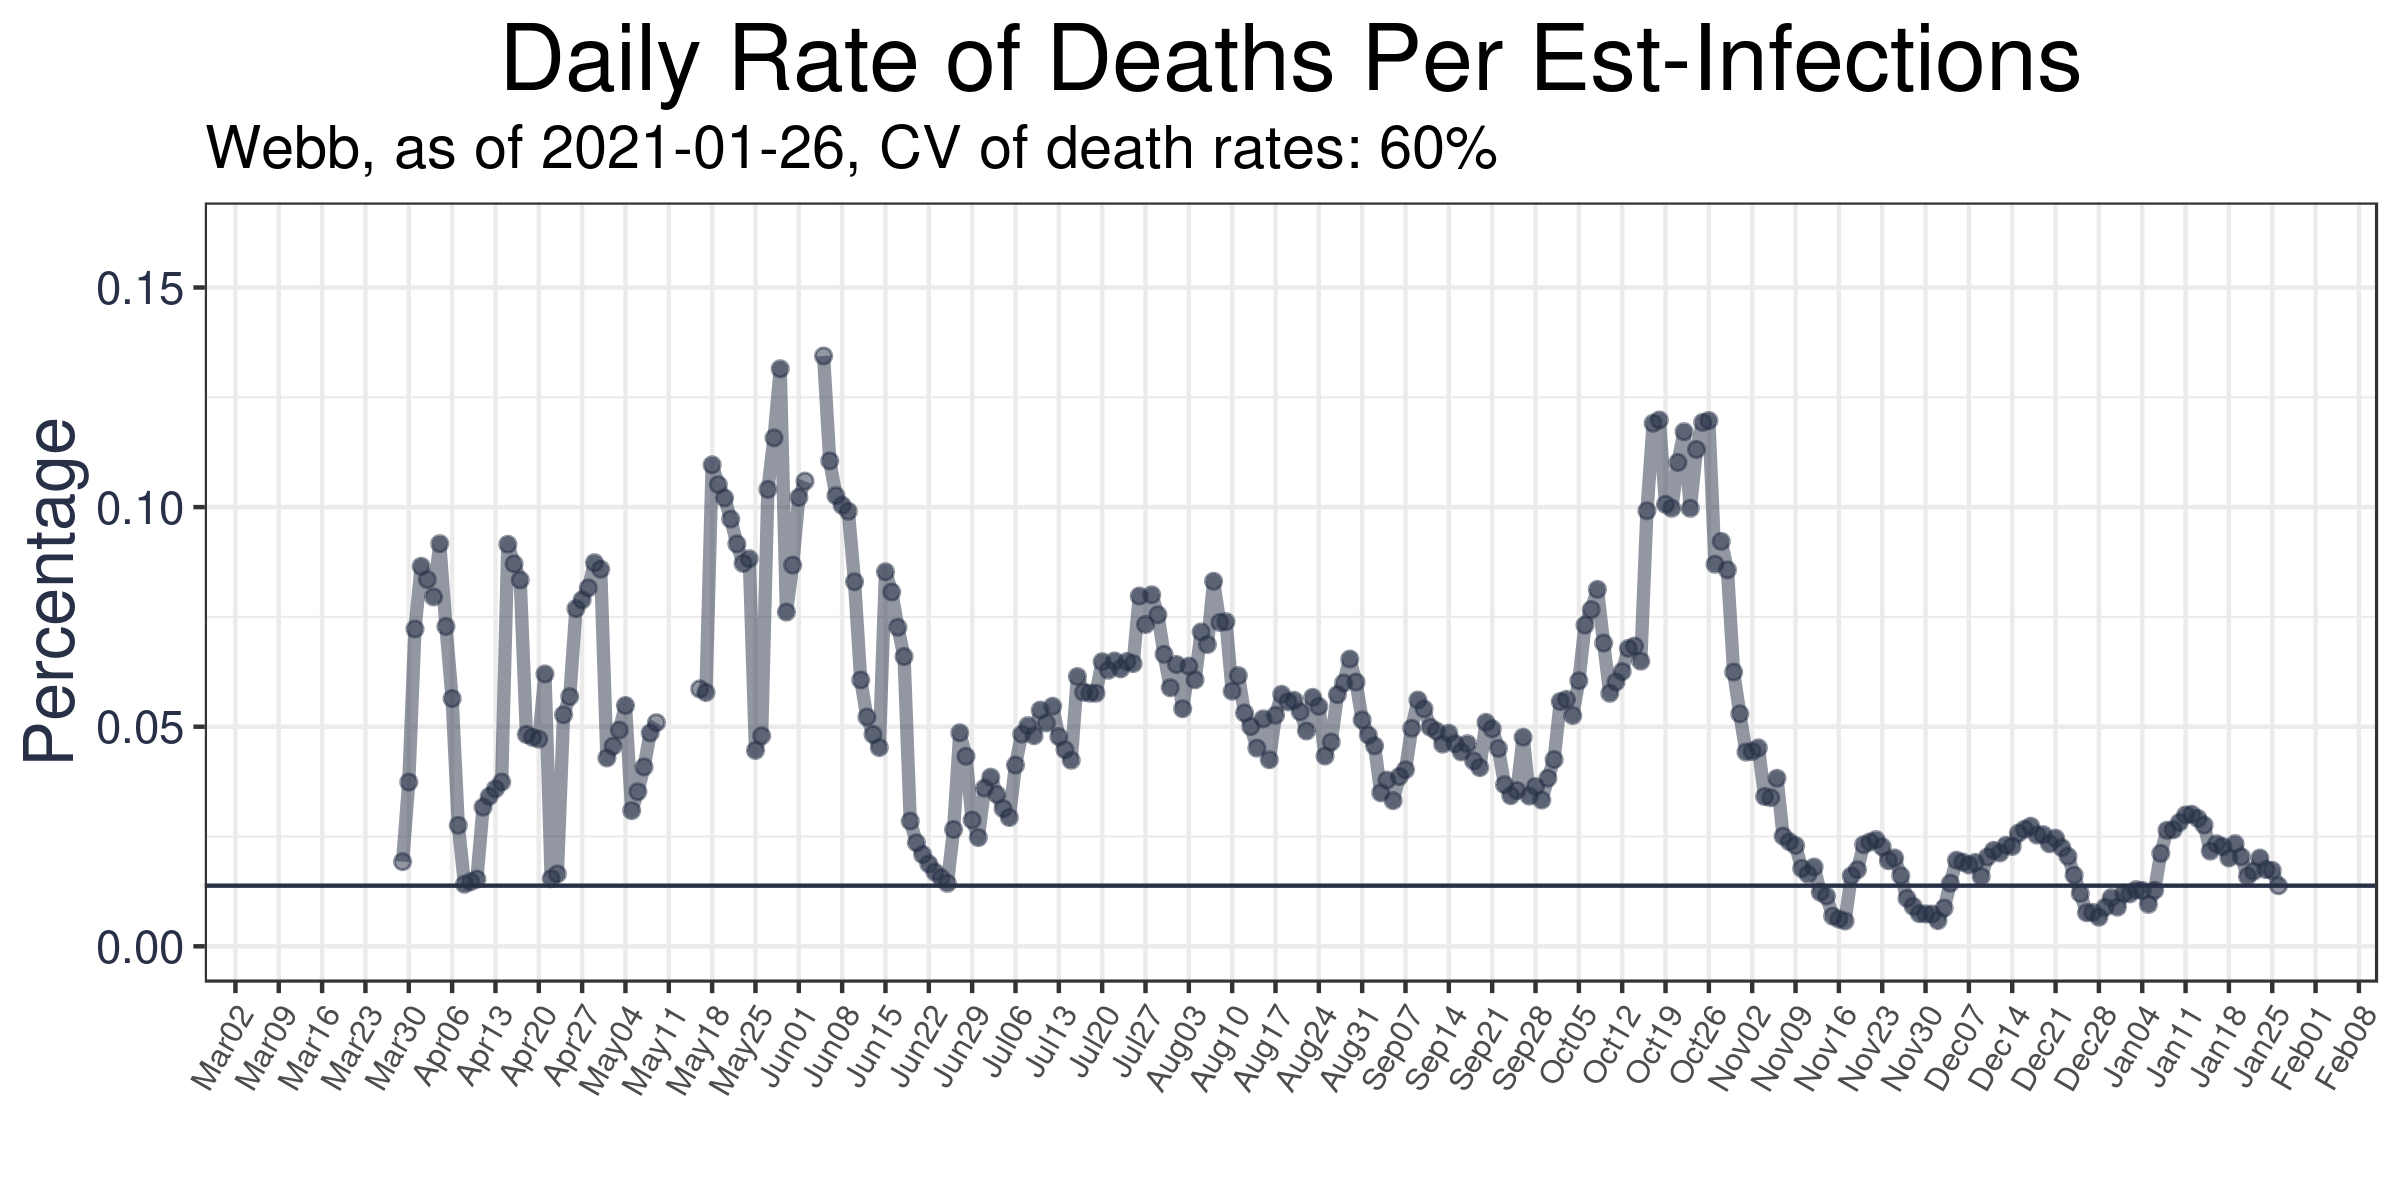 Daily Rate of Deaths Per Est-Infections
Webb, as of 2021-01-26, CV of death rates: 60%
Percentage
0.15
0.10
0.05
0.00
Mar02 Mar09 Mar16 Mar23 Mar30 Apr06 Apr13 Apr20 Apr27 May04 May11 May18 May25 Jun01 Jun08 Jun15 Jun22 Jun29 Jul06 Jul13 Jul20 Jul27 Aug03 Aug10 Aug17 Aug24 Aug31 Sep07 Sep14 Sep21 Sep28 Oct05 Oct12 Oct19 Oct26 Nov02 Nov09 Nov16 Nov23 Nov30 Dec07 Dec14 Dec21 Dec28 Jan04 Jan11 Jan18 Jan25 Feb01 Feb08